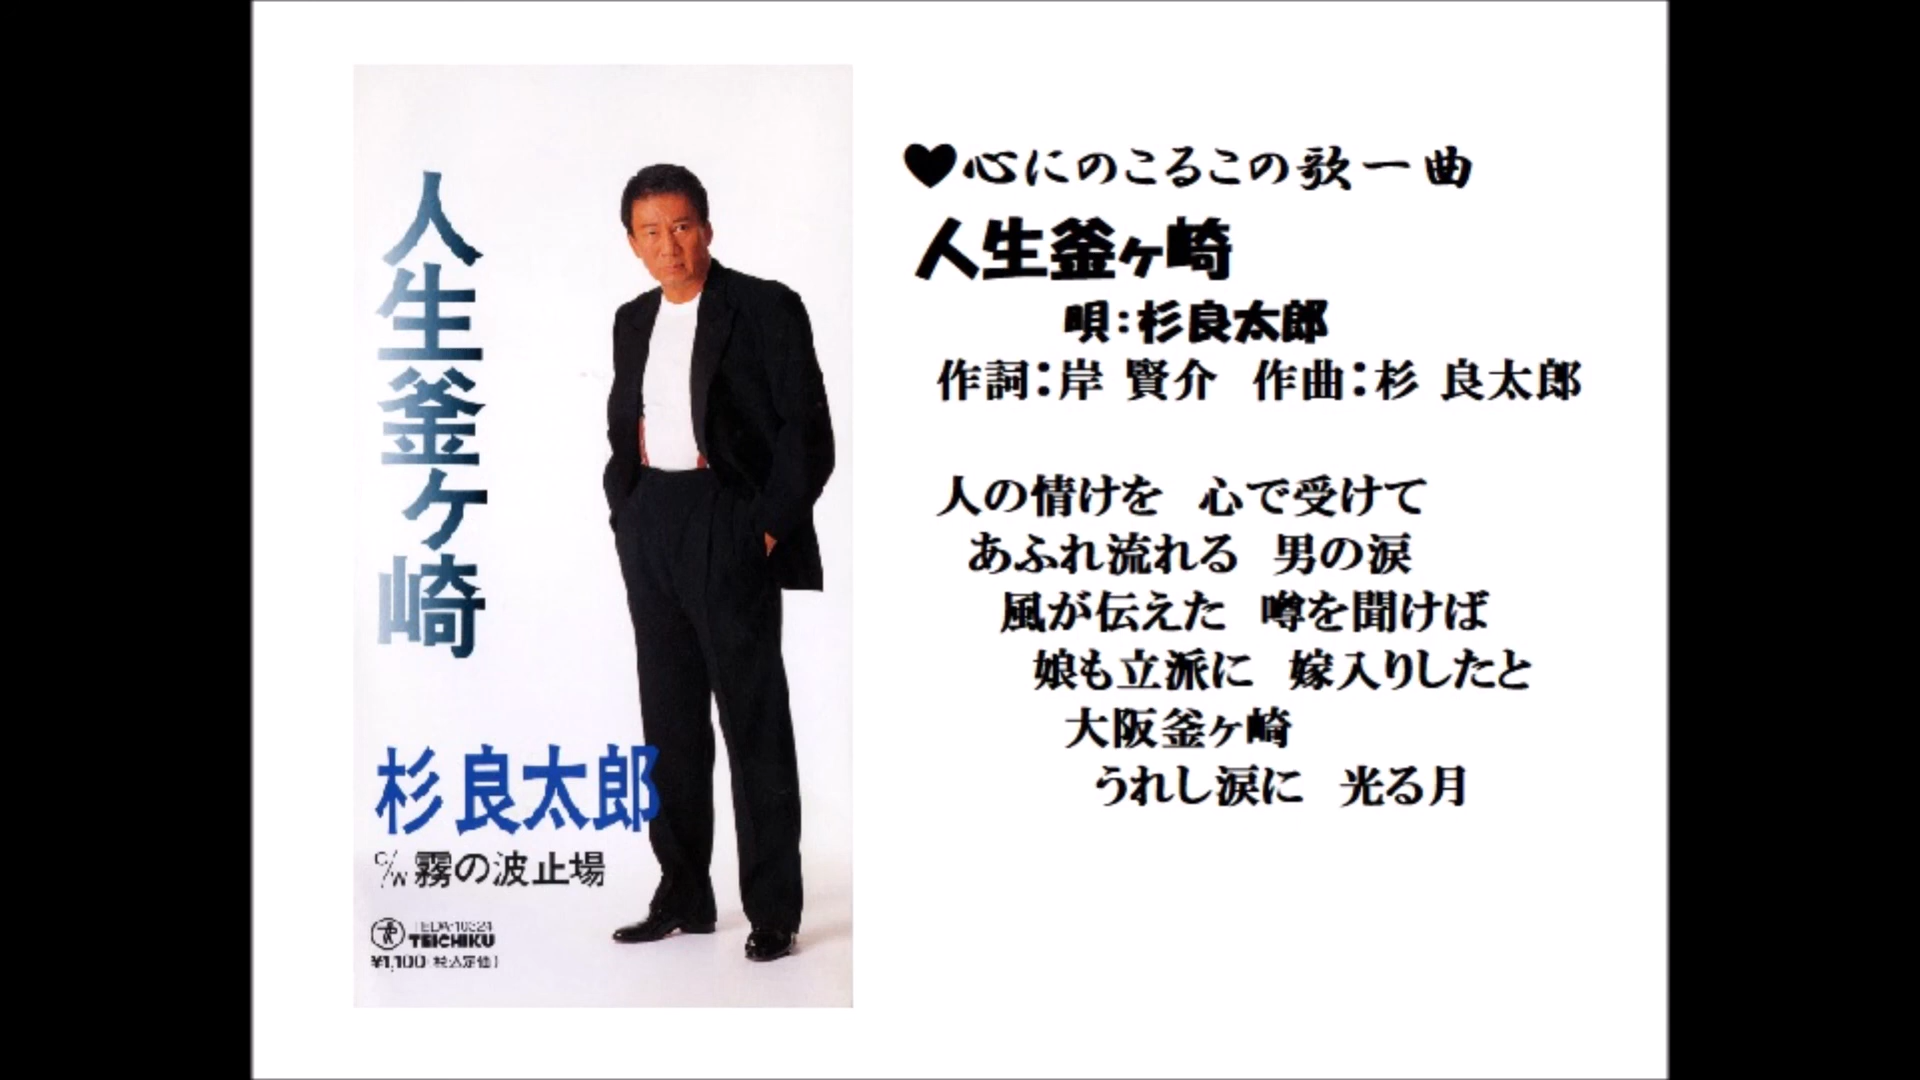 人生釜ヶ崎
杉良太郎
C/W 霧の波止場
TEICHIKU
¥1,100(税込定価)
♥心にのこるこの歌一曲
人生釜ヶ崎
唄:杉良太郎
作詞:岸 賢介 作曲:杉 良太郎
人の情けを 心で受けて
あふれ流れる 男の涙
風が伝えた 噂を聞けば
娘も立派に 嫁入りしたと
大阪釜ヶ崎
うれし涙に 光る月